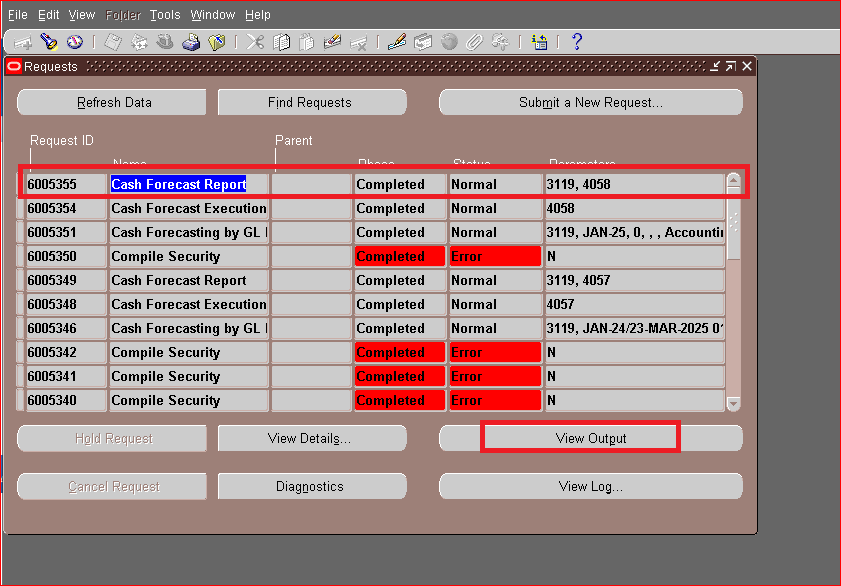 File Edit View Folder Tools Window Help
Requests
Refresh Data Find Requests Submit a New Request...
Request ID Parent
Name Phase Status Parameters
6005355 Cash Forecast Report Completed Normal 3119, 4058
6005354 Cash Forecast Execution Completed Normal 4058
6005351 Cash Forecasting by GL Completed Normal 3119, JAN-25, 0, , , Accountin
6005350 Compile Security Completed Error N
6005349 Cash Forecast Report Completed Normal 3119, 4057
6005348 Cash Forecast Execution Completed Normal 4057
6005346 Cash Forecasting by GL Completed Normal 3119, JAN-24/23-MAR-2025
6005342 Compile Security Completed Error N
6005341 Compile Security Completed Error N
6005340 Compile Security Completed Error N
Hold Request View Details... View Output
Cancel Request Diagnostics View Log...